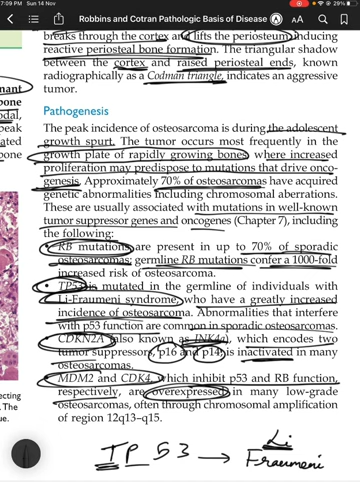 7:09 PM Sun 14 Nov
29%
Robbins and Cotran Pathologic Basis of Disease
AA
breaks through the cortex and lifts the periosteum inducing
reactive periosteal bone formation. The triangular shadow
between the cortex and raised periosteal ends, known
radiographically as a Codman triangle, indicates an aggressive
tumor.
Pathogenesis
The peak incidence of osteosarcoma is during the adolescent
growth spurt. The tumor occurs most frequently in the
growth plate of rapidly growing bones where increased
proliferation may predispose to mutations that drive onco-
genesis. Approximately 70% of osteosarcomas have acquired
genetic abnormalities including chromosomal aberrations.
These are usually associated with mutations in well-known
tumor suppressor genes and oncogenes (Chapter 7), including
the following:
• RB mutations are present in up to 70% of sporadic
osteosarcomas; germline RB mutations confer a 1000-fold
increased risk of osteosarcoma.
• TP53 is mutated in the germline of individuals with
Li-Fraumeni syndrome, who have a greatly increased
incidence of osteosarcoma. Abnormalities that interfere
with p53 function are common in sporadic osteosarcomas.
• CDKN2A (also known as INK4a), which encodes two
tumor suppressors, p16 and p14, is inactivated in many
osteosarcomas.
• MDM2 and CDK4, which inhibit p53 and RB function,
respectively, are overexpressed in many low-grade
osteosarcomas, often through chromosomal amplification
of region 12q13-q15.
TP 53 → Li
Fraumeni
nant
bone
odal,
peak
ated
bone
ecting
. The
ue.